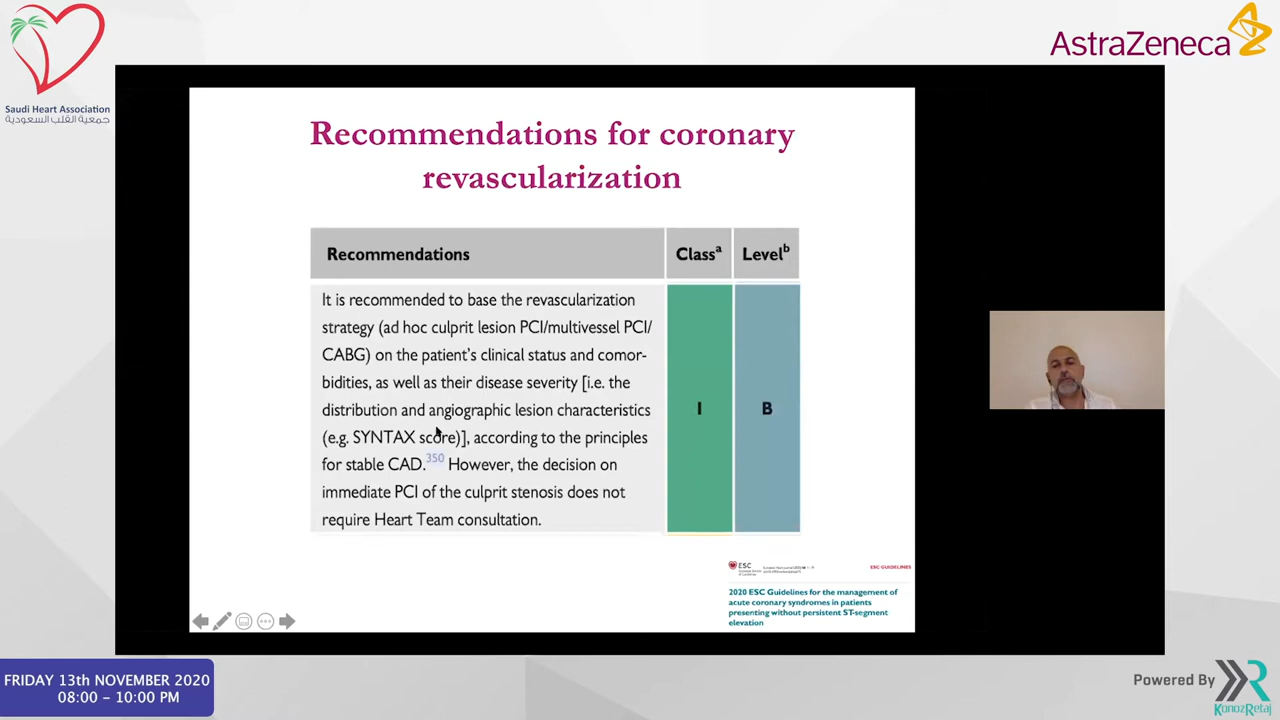 Saudi Heart Association
جمعية القلب السعودية
AstraZeneca
Recommendations for coronary
revascularization
Recommendations
Classᵃ
Levelᵇ
It is recommended to base the revascularization
strategy (ad hoc culprit lesion PCI/multivessel PCI/
CABG) on the patient's clinical status and comor-
bidities, as well as their disease severity [i.e. the
distribution and angiographic lesion characteristics
(e.g. SYNTAX score)], according to the principles
for stable CAD.³⁵⁰ However, the decision on
immediate PCI of the culprit stenosis does not
require Heart Team consultation.
I
B
ESC
ESC GUIDELINES
2020 ESC Guidelines for the management of
acute coronary syndromes in patients
presenting without persistent ST-segment
elevation
FRIDAY 13th NOVEMBER 2020
08:00 – 10:00 PM
Powered By
KonozRetaj